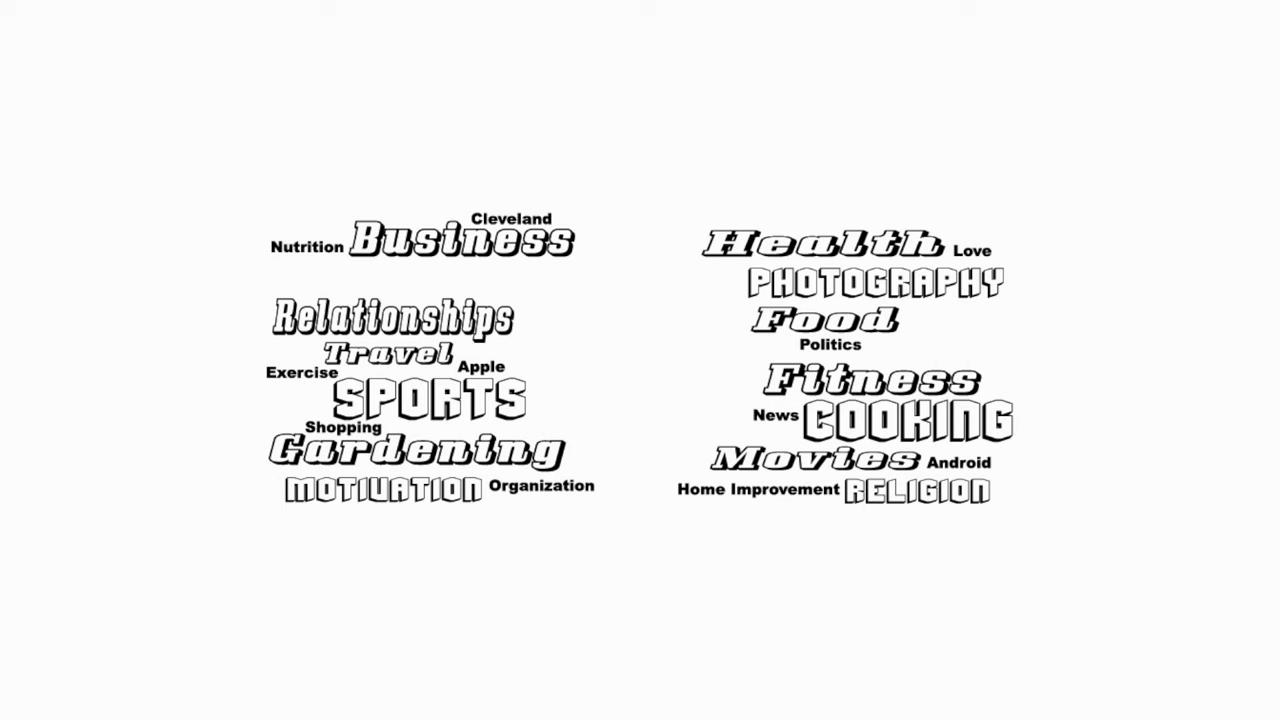 Cleveland
Nutrition Business
Relationships
Travel
Exercise Apple
SPORTS
Shopping
Gardening
MOTIVATION Organization
Health Love
PHOTOGRAPHY
Food
Politics
Fitness
News COOKING
Movies Android
Home Improvement RELIGION